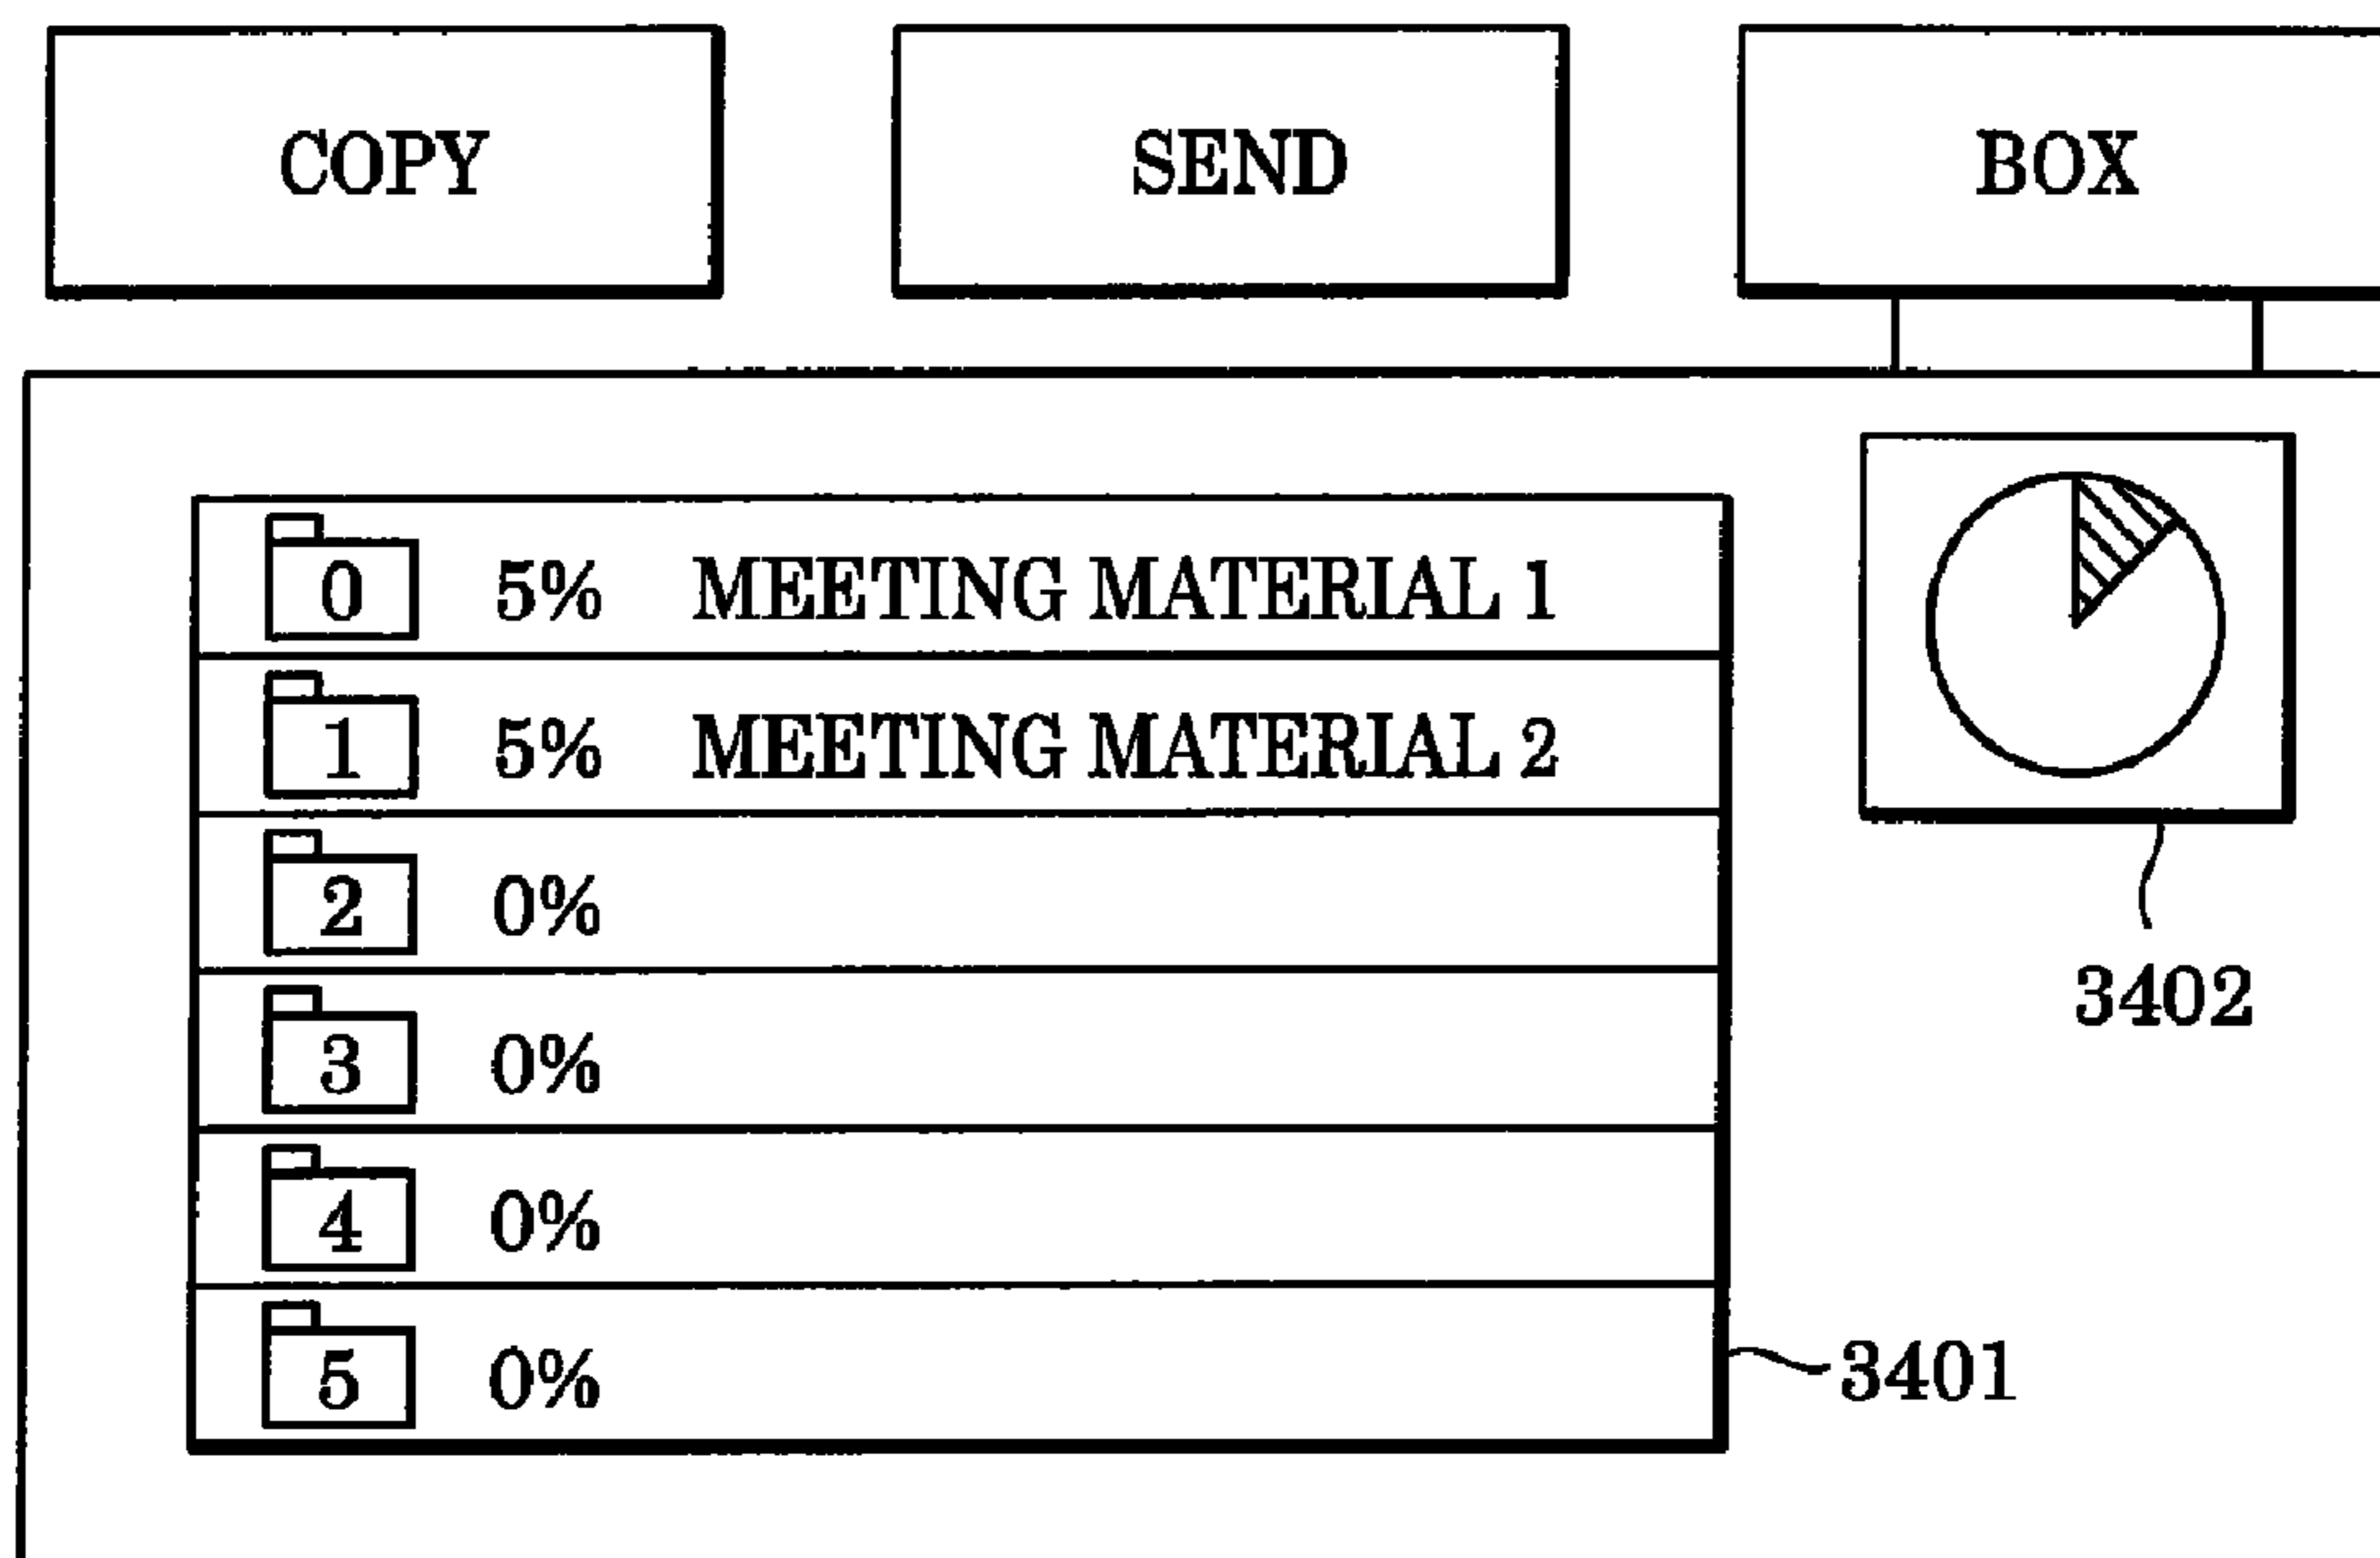 COPY SEND BOX
0 5% MEETING MATERIAL 1
1 5% MEETING MATERIAL 2
2 0%
3402
3 0%
4 0%
5 0%
3401